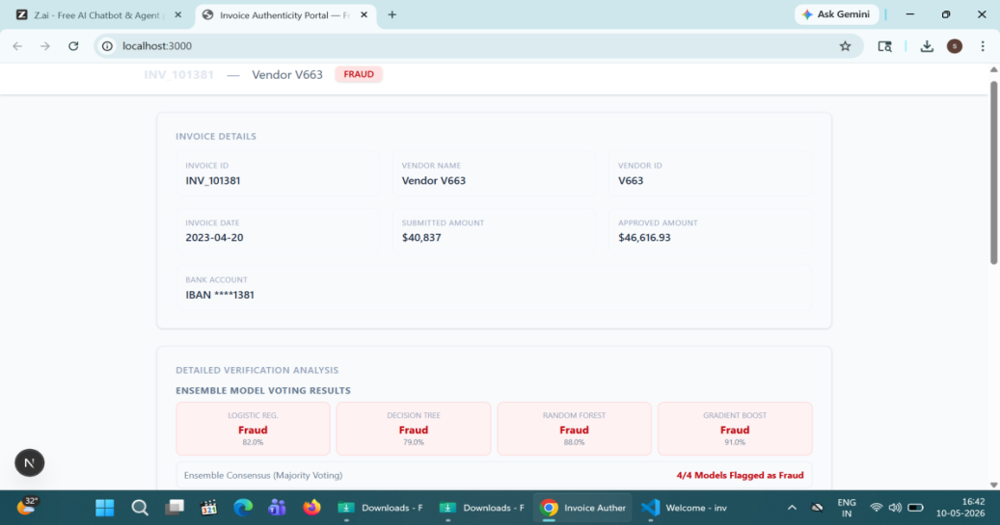 Z.ai - Free AI Chatbot & Agent
Invoice Authenticity Portal — Fr
Ask Gemini
localhost:3000
S
INV_101381 — Vendor V663 FRAUD
INVOICE DETAILS
INVOICE ID VENDOR NAME VENDOR ID
INV_101381 Vendor V663 V663
INVOICE DATE SUBMITTED AMOUNT APPROVED AMOUNT
2023-04-20 $40,837 $46,616.93
BANK ACCOUNT
IBAN ****1381
DETAILED VERIFICATION ANALYSIS
ENSEMBLE MODEL VOTING RESULTS
LOGISTIC REG. DECISION TREE RANDOM FOREST GRADIENT BOOST
Fraud Fraud Fraud Fraud
82.0% 79.0% 88.0% 91.0%
N
Ensemble Consensus (Majority Voting) 4/4 Models Flagged as Fraud
32°
321
Downloads - F
Downloads - F
Invoice Auther
Welcome - inv
ENG
IN
16:42
10-05-2026